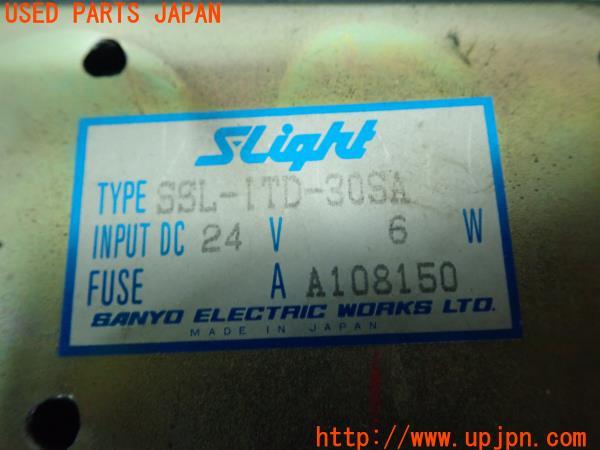 USED PARTS JAPAN
S-Light
TYPE SSL-1TD-30SA
INPUT DC 24 V 6 W
FUSE A A108150
SANYO ELECTRIC WORKS LTD.
MADE IN JAPAN
http://www.upjpn.com